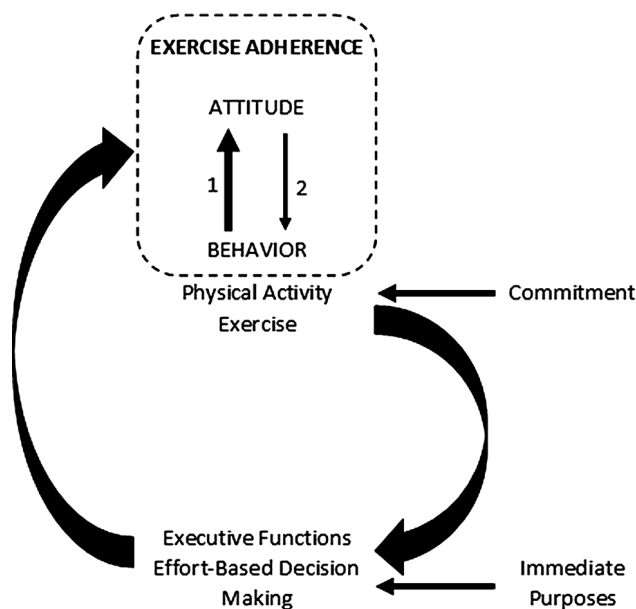 EXERCISE ADHERENCE
ATTITUDE
1
2
BEHAVIOR
Physical Activity
Exercise
Commitment
Executive Functions
Effort-Based Decision
Making
Immediate
Purposes